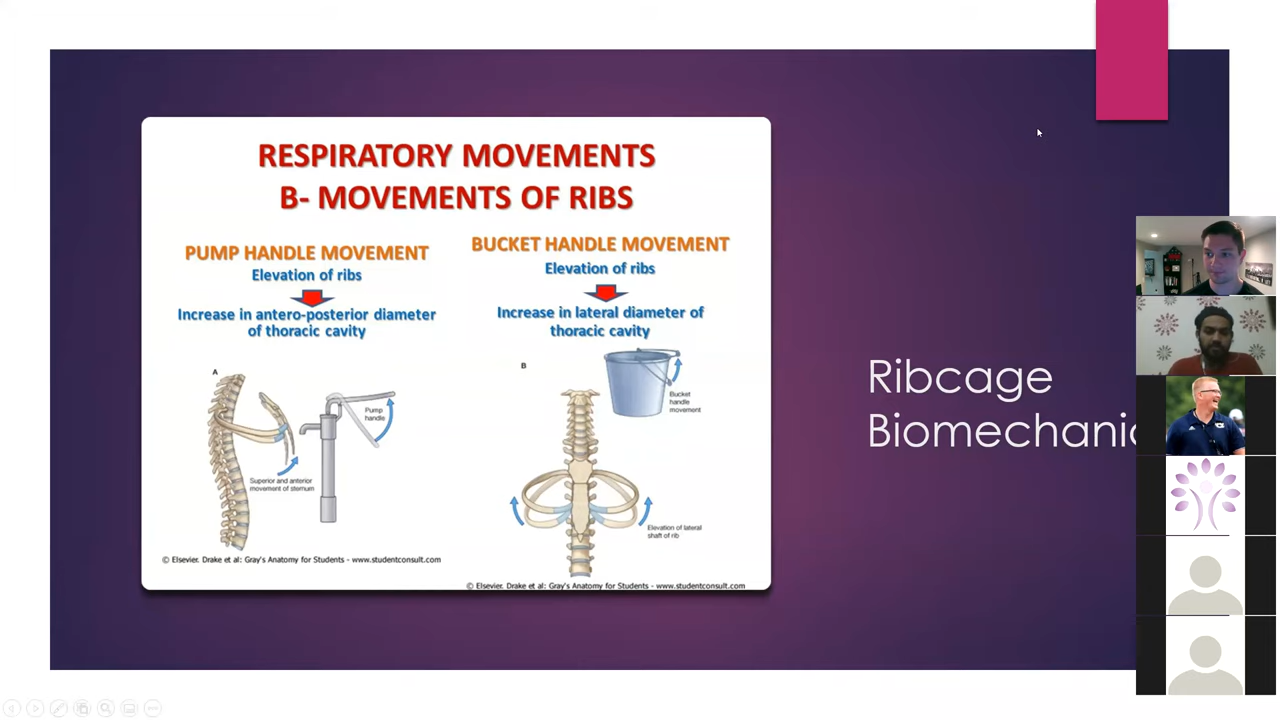 RESPIRATORY MOVEMENTS
B- MOVEMENTS OF RIBS
PUMP HANDLE MOVEMENT
Elevation of ribs
Increase in antero-posterior diameter
of thoracic cavity
A
Pump
handle
Superior and anterior
movement of sternum
© Elsevier. Drake et al: Gray's Anatomy for Students - www.studentconsult.com
BUCKET HANDLE MOVEMENT
Elevation of ribs
Increase in lateral diameter of
thoracic cavity
B
Bucket
handle
movement
Elevation of lateral
shaft of rib
© Elsevier. Drake et al: Gray's Anatomy for Students - www.studentconsult.com
Ribcage
Biomechani